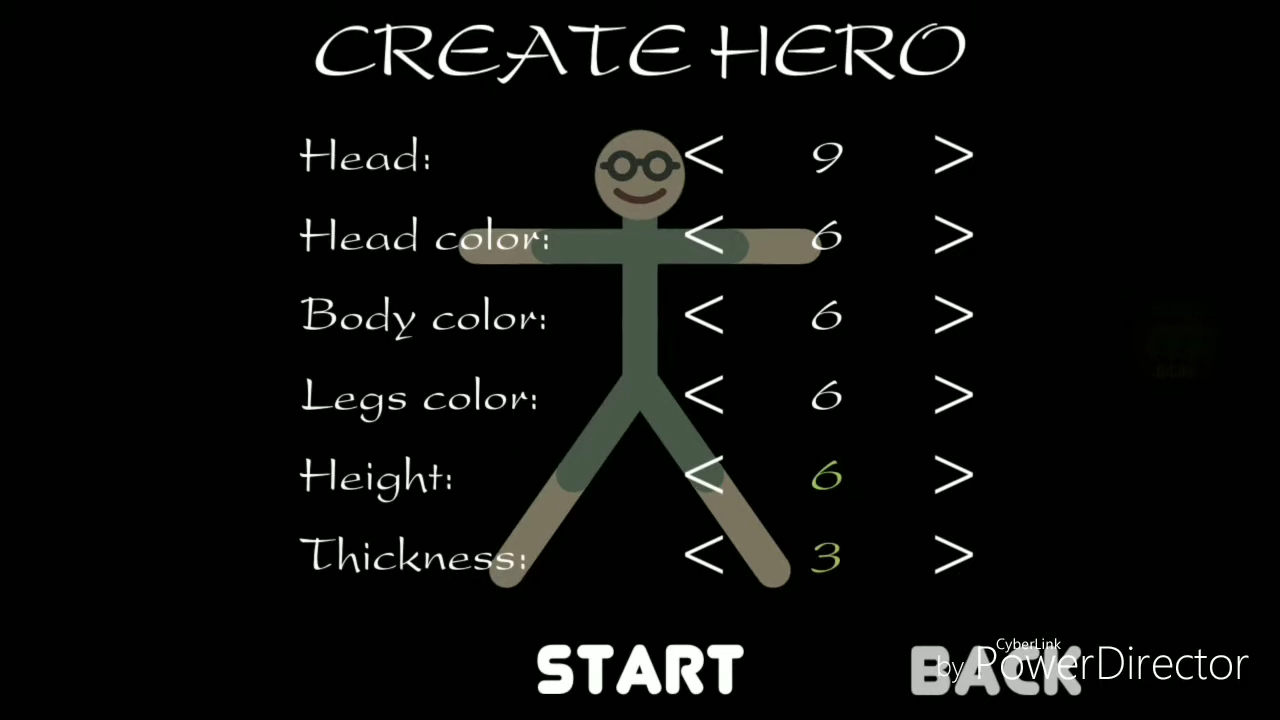 CREATE HERO
Head: < 9 >
Head color: < 6 >
Body color: < 6 >
Legs color: < 6 >
Height: < 6 >
Thickness: < 3 >
START BACK
CyberLink
by PowerDirector